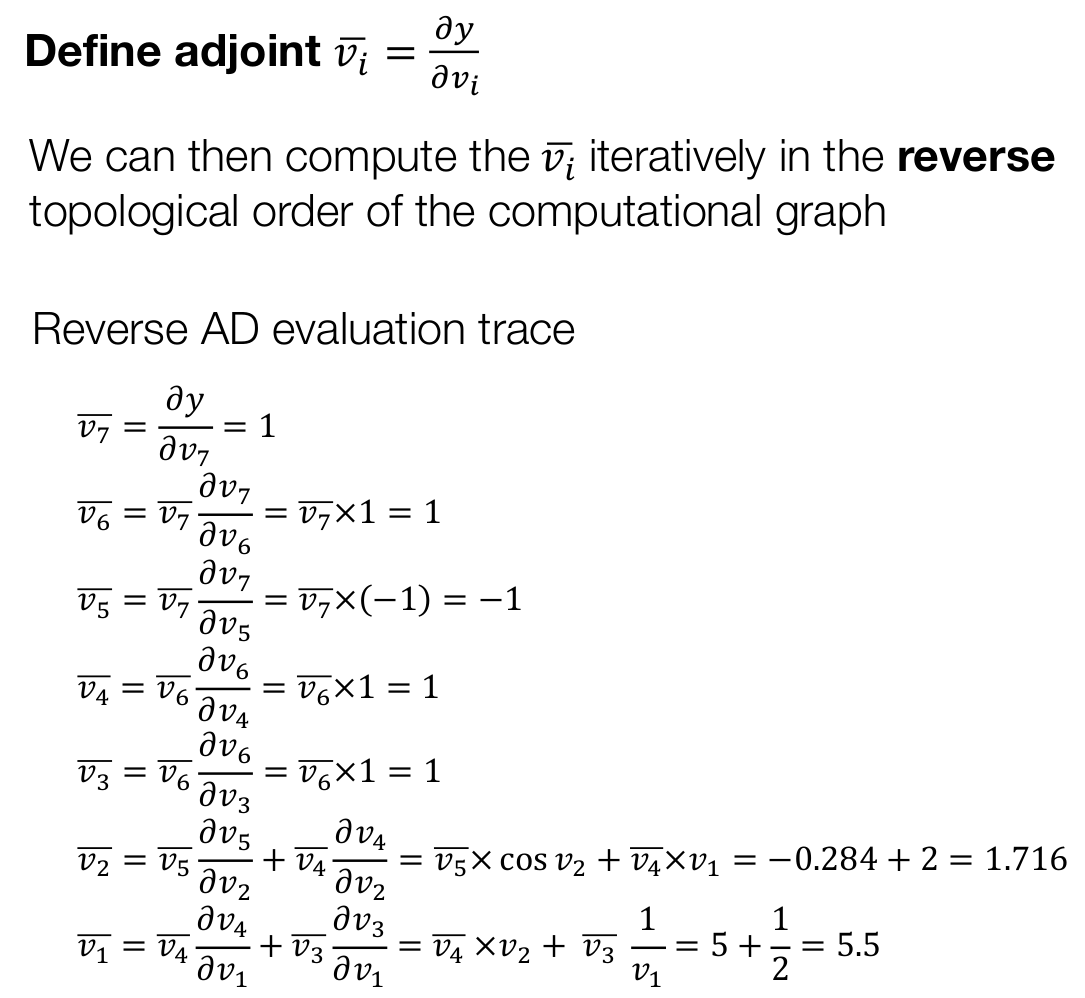 Define adjoint $\overline{v_i} = \frac{\partial y}{\partial v_i}$
We can then compute the $\overline{v_i}$ iteratively in the reverse
topological order of the computational graph
Reverse AD evaluation trace
$\overline{v_7} = \frac{\partial y}{\partial v_7} = 1$
$\overline{v_6} = \overline{v_7} \frac{\partial v_7}{\partial v_6} = \overline{v_7} \times 1 = 1$
$\overline{v_5} = \overline{v_7} \frac{\partial v_7}{\partial v_5} = \overline{v_7} \times (-1) = -1$
$\overline{v_4} = \overline{v_6} \frac{\partial v_6}{\partial v_4} = \overline{v_6} \times 1 = 1$
$\overline{v_3} = \overline{v_6} \frac{\partial v_6}{\partial v_3} = \overline{v_6} \times 1 = 1$
$\overline{v_2} = \overline{v_5} \frac{\partial v_5}{\partial v_2} + \overline{v_4} \frac{\partial v_4}{\partial v_2} = \overline{v_5} \times \cos v_2 + \overline{v_4} \times v_1 = -0.284 + 2 = 1.716$
$\overline{v_1} = \overline{v_4} \frac{\partial v_4}{\partial v_1} + \overline{v_3} \frac{\partial v_3}{\partial v_1} = \overline{v_4} \times v_2 + \overline{v_3} \frac{1}{v_1} = 5 + \frac{1}{2} = 5.5$